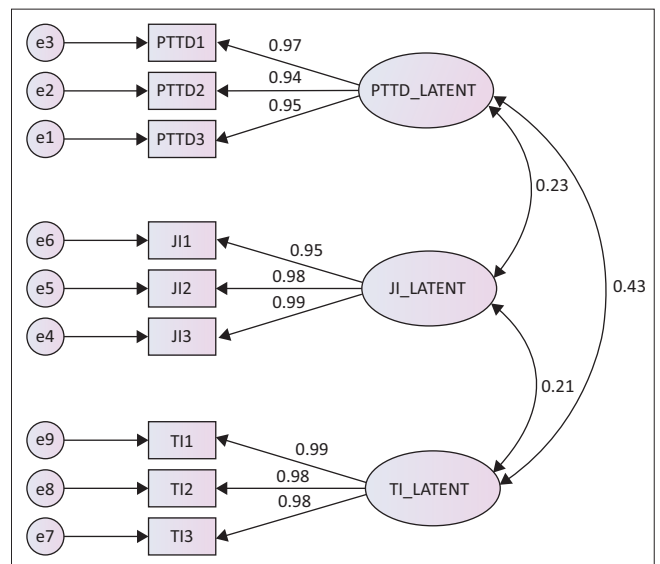 e3 PTTD1 0.97
e2 PTTD2 0.94 PTTD_LATENT
e1 PTTD3 0.95
0.23
e6 JI1 0.95
e5 JI2 0.98 JI_LATENT 0.43
e4 JI3 0.99
0.21
e9 TI1 0.99
e8 TI2 0.98 TI_LATENT
e7 TI3 0.98